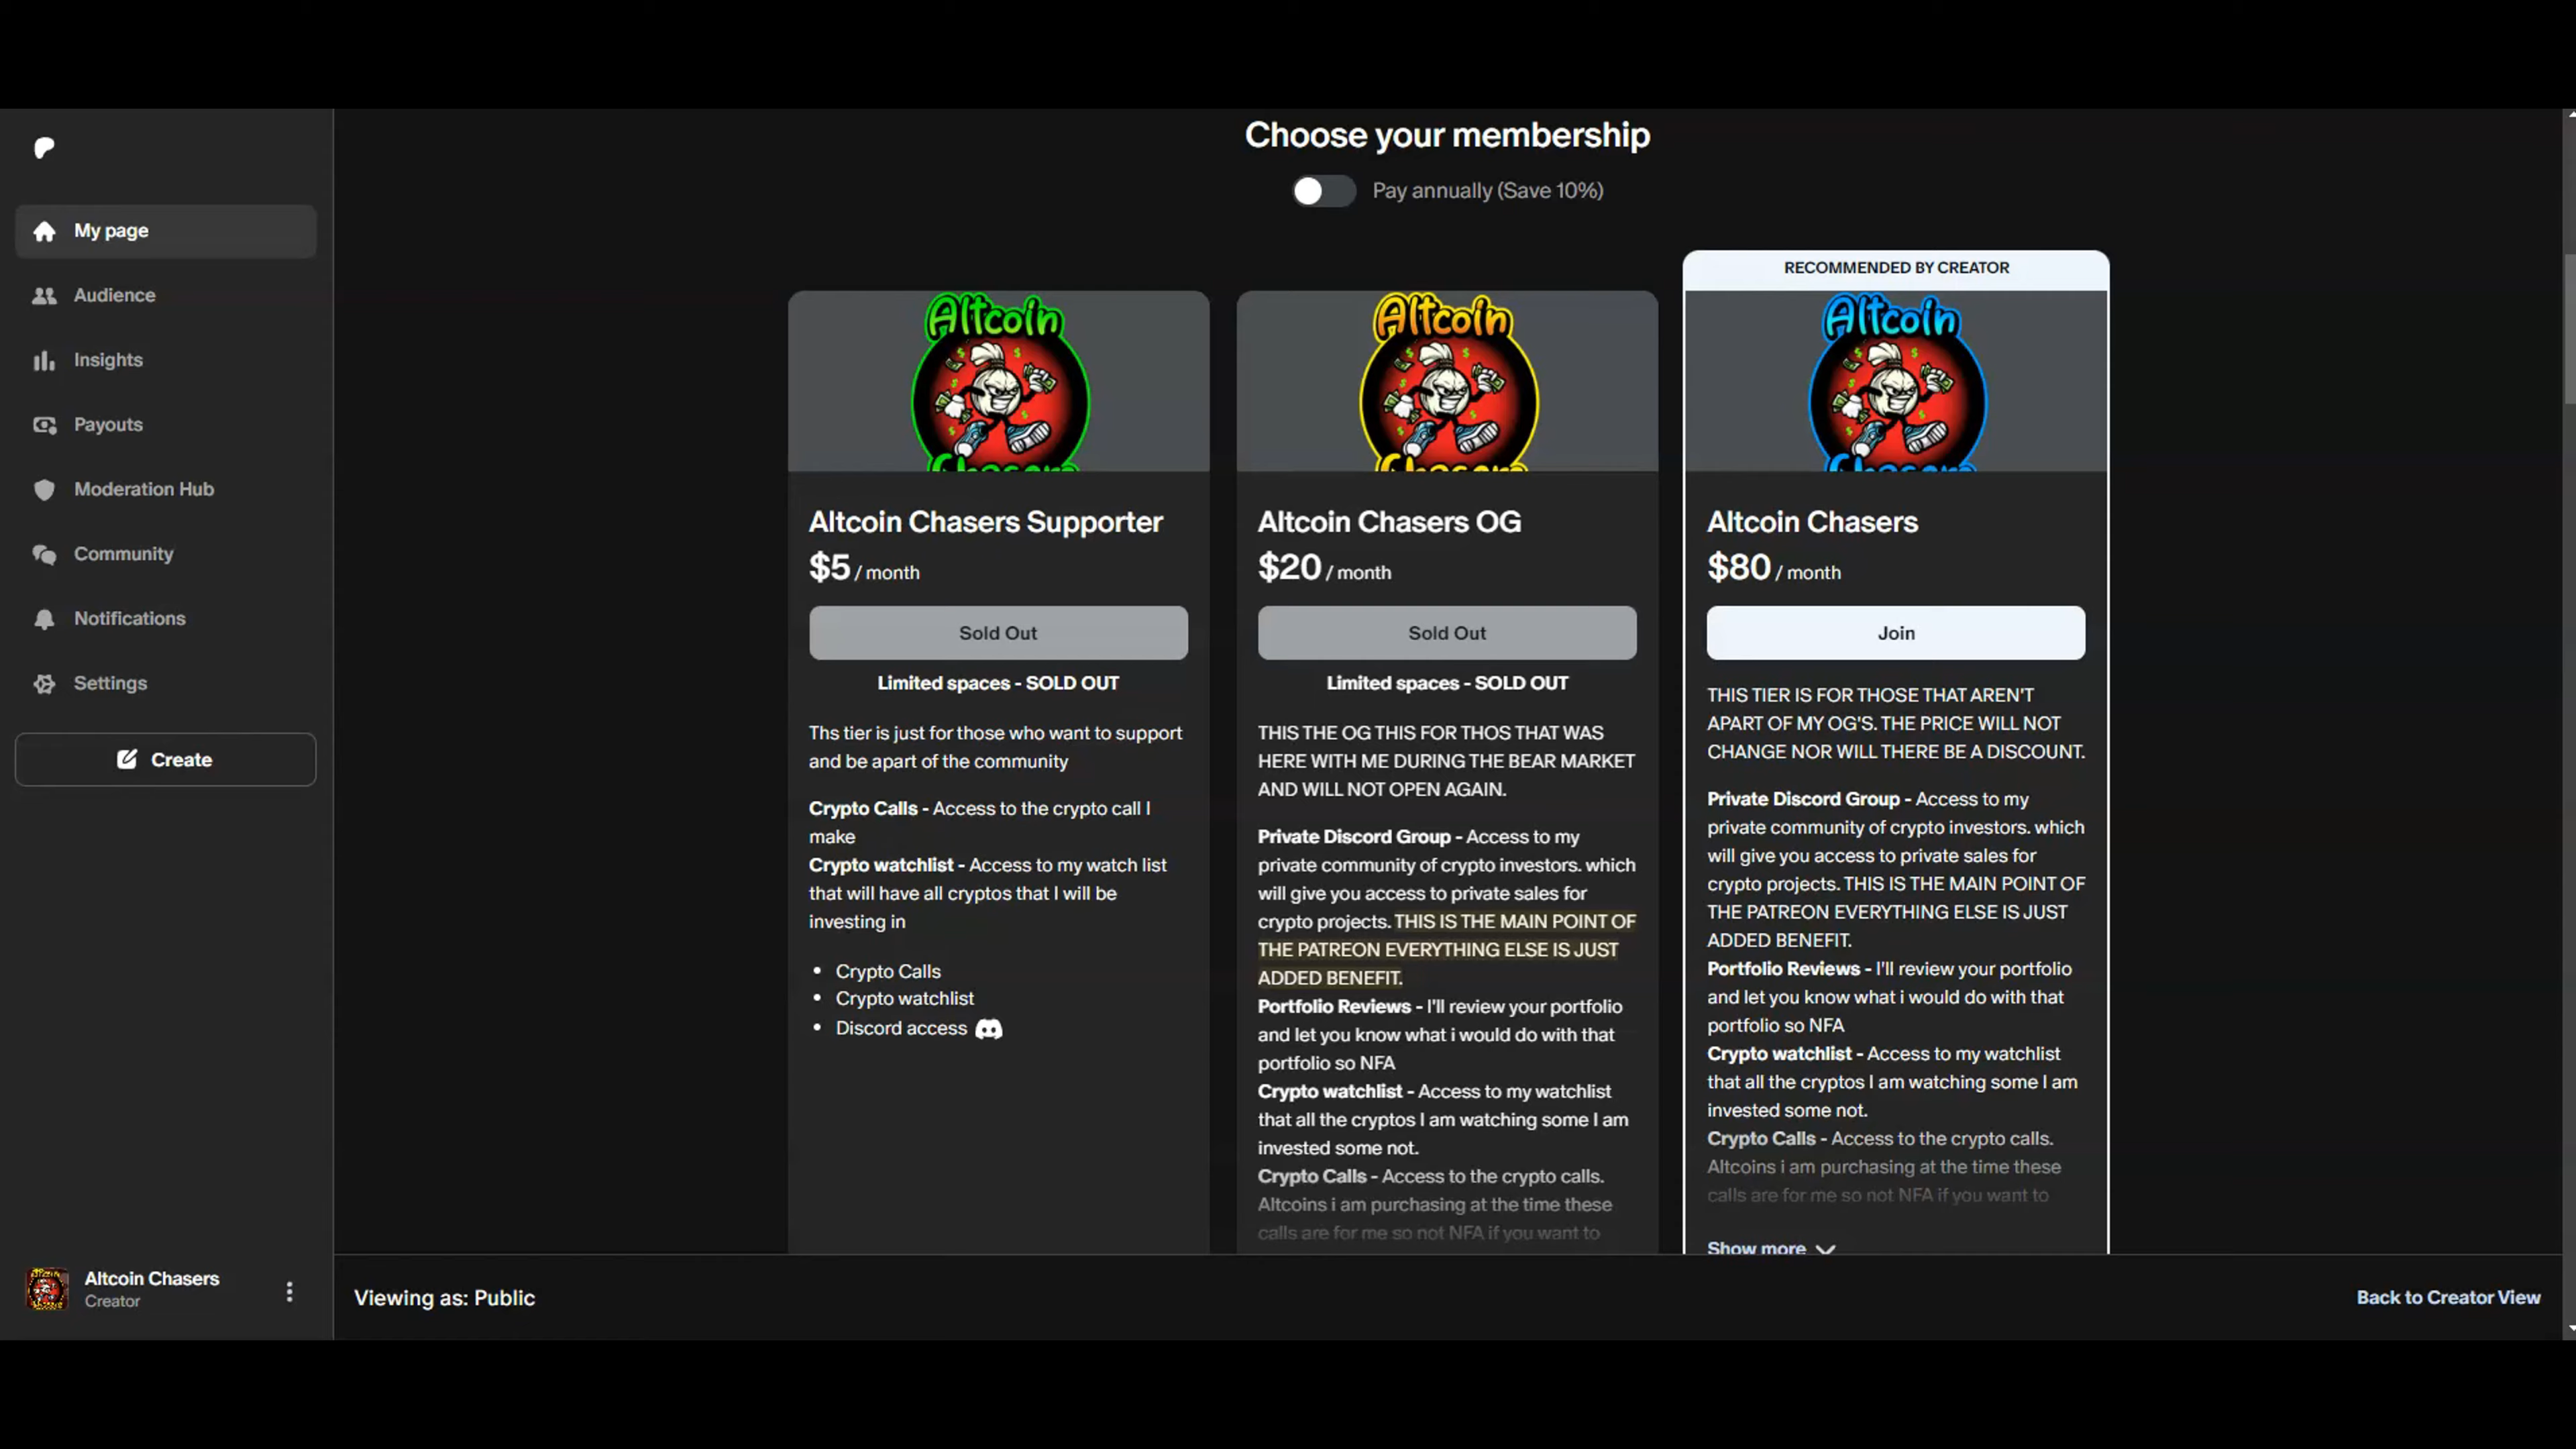 Choose your membership
Pay annually (Save 10%)
My page
Audience
Insights
Payouts
Moderation Hub
Community
Notifications
Settings
Create
Altcoin Chasers
Creator
Altcoin
Chasers
Altcoin Chasers Supporter
$5 / month
Sold Out
Limited spaces - SOLD OUT
Ths tier is just for those who want to support
and be apart of the community
Crypto Calls - Access to the crypto call I
make
Crypto watchlist - Access to my watch list
that will have all cryptos that I will be
investing in
• Crypto Calls
• Crypto watchlist
• Discord access
Altcoin
Chasers
Altcoin Chasers OG
$20 / month
Sold Out
Limited spaces - SOLD OUT
THIS THE OG THIS FOR THOS THAT WAS
HERE WITH ME DURING THE BEAR MARKET
AND WILL NOT OPEN AGAIN.
Private Discord Group - Access to my
private community of crypto investors. which
will give you access to private sales for
crypto projects. THIS IS THE MAIN POINT OF
THE PATREON EVERYTHING ELSE IS JUST
ADDED BENEFIT.
Portfolio Reviews - I'll review your portfolio
and let you know what i would do with that
portfolio so NFA
Crypto watchlist - Access to my watchlist
that all the cryptos I am watching some I am
invested some not.
Crypto Calls - Access to the crypto calls.
Altcoins i am purchasing at the time these
calls are for me so not NFA if you want to
RECOMMENDED BY CREATOR
Altcoin
Chasers
Altcoin Chasers
$80 / month
Join
THIS TIER IS FOR THOSE THAT AREN'T
APART OF MY OG'S. THE PRICE WILL NOT
CHANGE NOR WILL THERE BE A DISCOUNT.
Private Discord Group - Access to my
private community of crypto investors. which
will give you access to private sales for
crypto projects. THIS IS THE MAIN POINT OF
THE PATREON EVERYTHING ELSE IS JUST
ADDED BENEFIT.
Portfolio Reviews - I'll review your portfolio
and let you know what i would do with that
portfolio so NFA
Crypto watchlist - Access to my watchlist
that all the cryptos I am watching some I am
invested some not.
Crypto Calls - Access to the crypto calls.
Altcoins i am purchasing at the time these
calls are for me so not NFA if you want to
Show more
Viewing as: Public
Back to Creator View